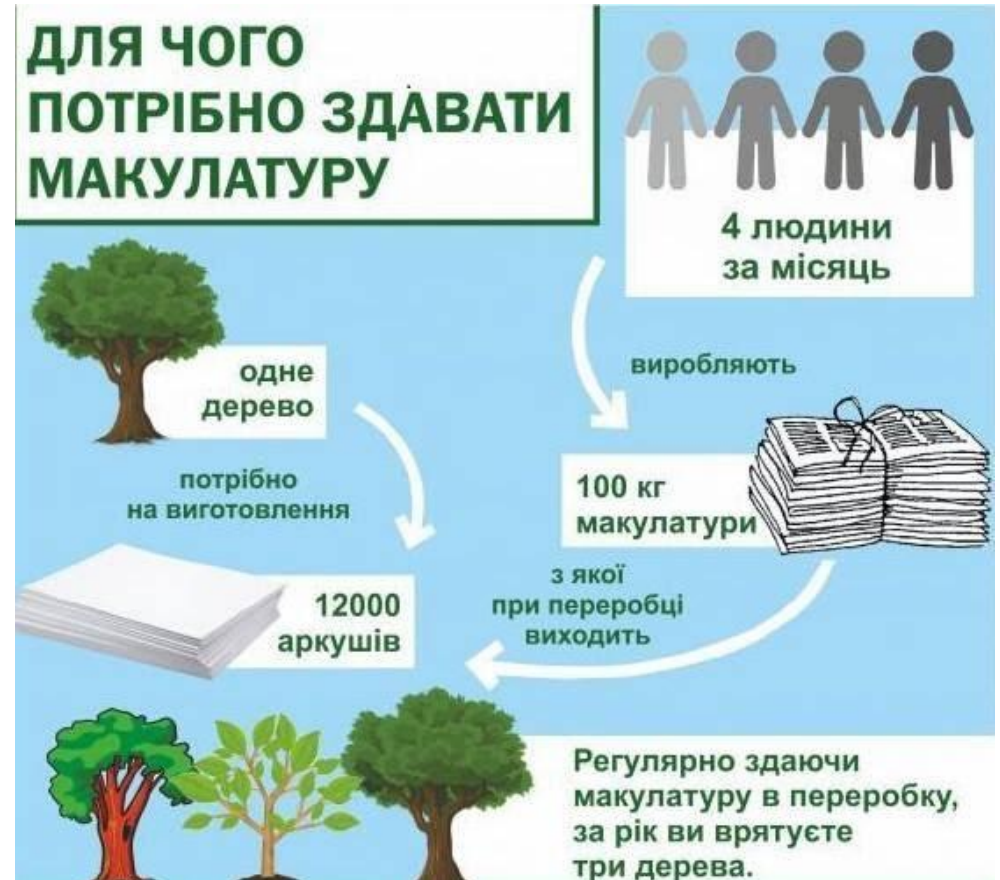 ДЛЯ ЧОГО
ПОТРІБНО ЗДАВАТИ
МАКУЛАТУРУ
4 людини
за місяць
виробляють
100 кг
макулатури
з якої
при переробці
виходить
одне
дерево
потрібно
на виготовлення
12000
аркушів
Регулярно здаючи
макулатуру в переробку,
за рік ви врятуєте
три дерева.